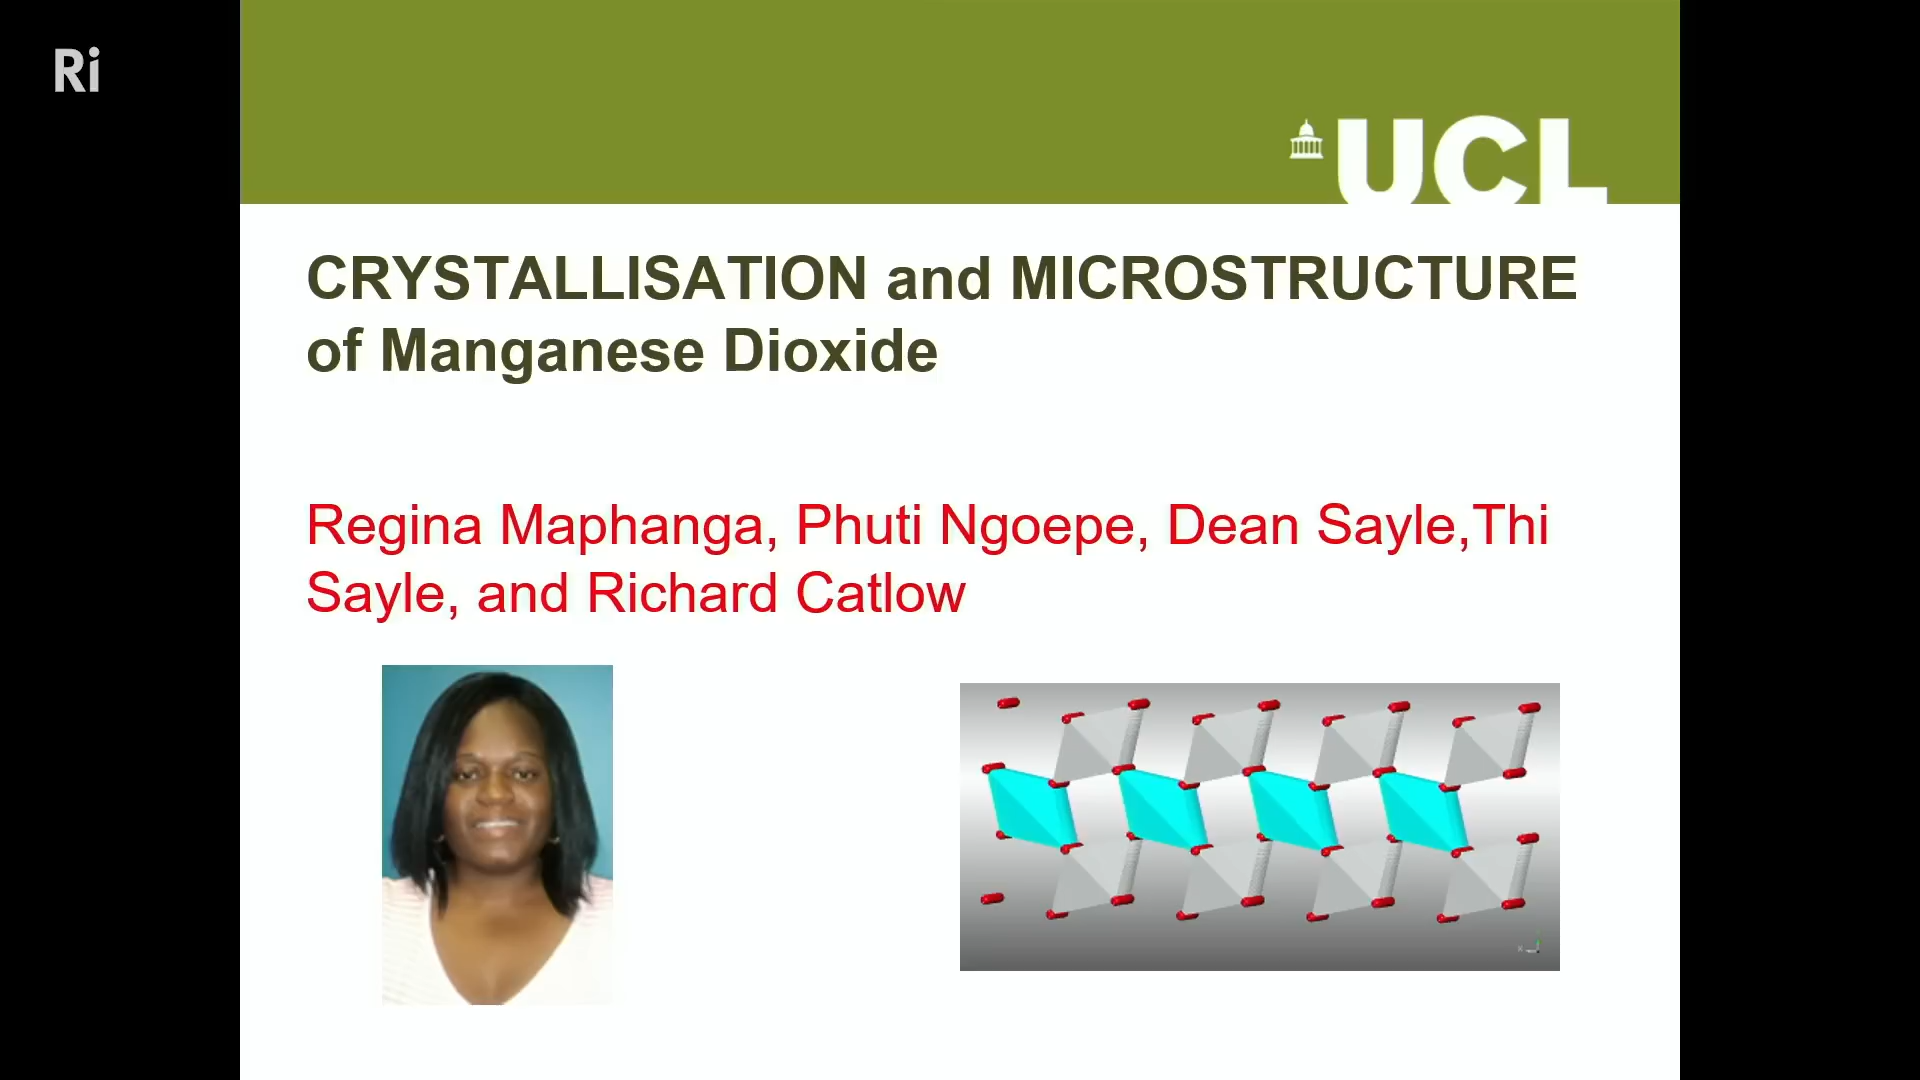 Ri
UCL
CRYSTALLISATION and MICROSTRUCTURE
of Manganese Dioxide
Regina Maphanga, Phuti Ngoepe, Dean Sayle,Thi
Sayle, and Richard Catlow